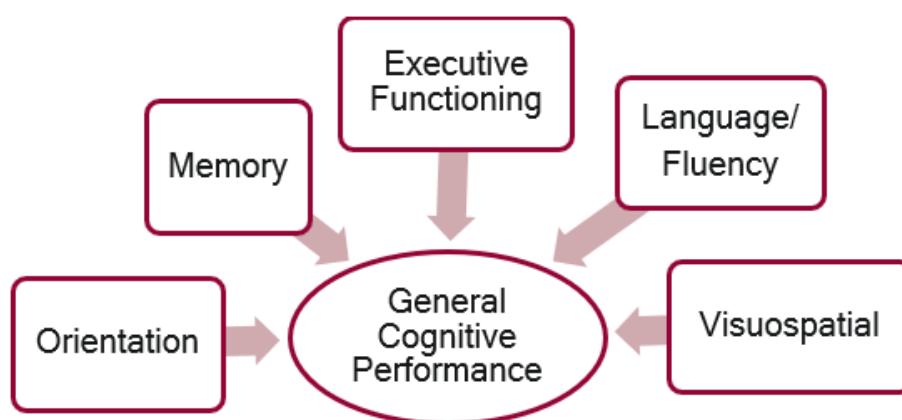 Executive
Functioning
Language/
Fluency
Memory
Orientation
General
Cognitive
Performance
Visuospatial